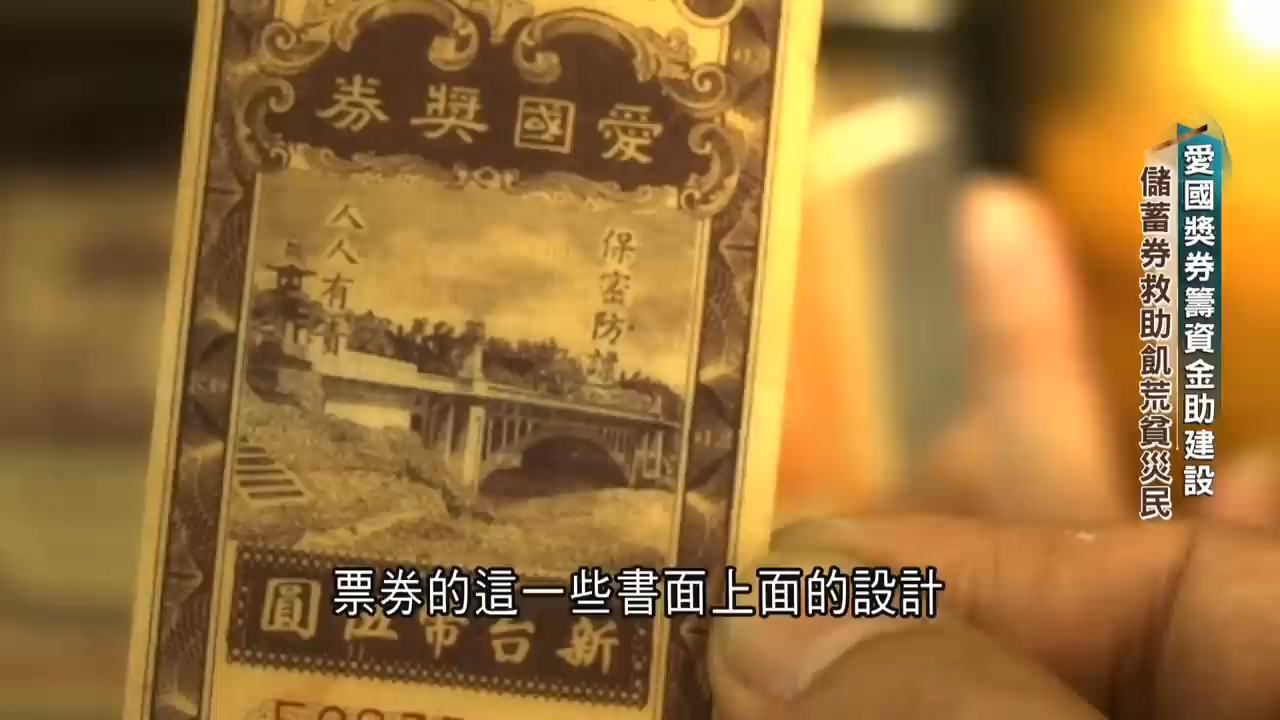 愛國獎券
保密防諜
人人有責
新台幣伍圓
愛國獎券籌資金助建設
儲蓄券救助飢荒貧災民
票券的這一些書面上面的設計